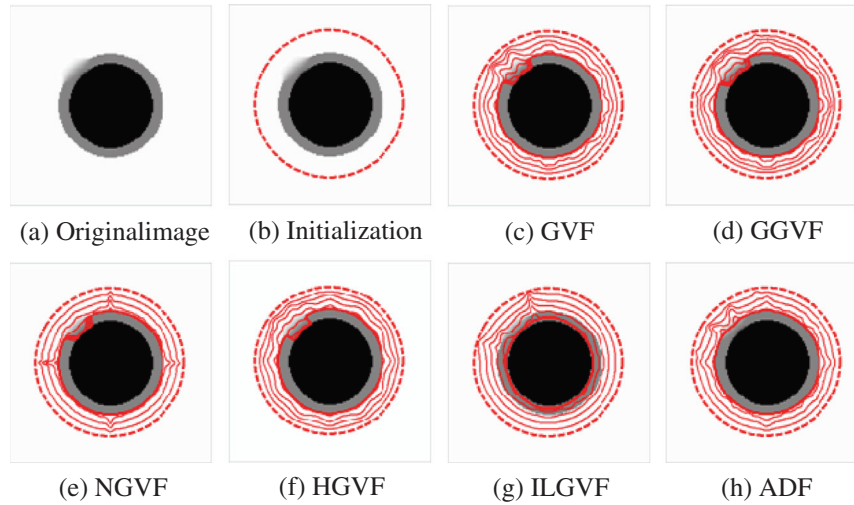 (a) Originalimage
(b) Initialization
(c) GVF
(d) GGVF
(e) NGVF
(f) HGVF
(g) ILGVF
(h) ADF